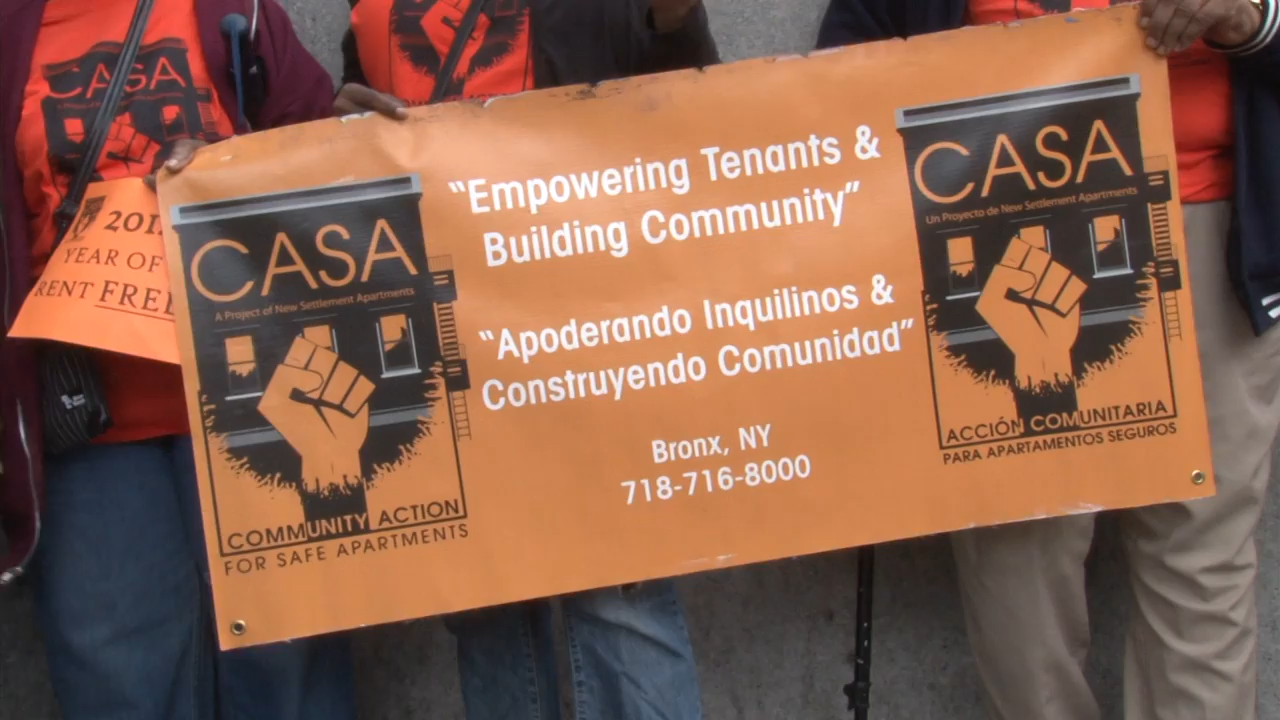 CASA
201
YEAR OF
RENT FREE
CASA
A Project of New Settlement Apartments
COMMUNITY ACTION
FOR SAFE APARTMENTS
“Empowering Tenants &
Building Community”
“Apoderando Inquilinos &
Construyendo Comunidad”
Bronx, NY
718-716-8000
CASA
Un Proyecto de New Settlement Apartments
ACCIÓN COMUNITARIA
PARA APARTAMENTOS SEGUROS